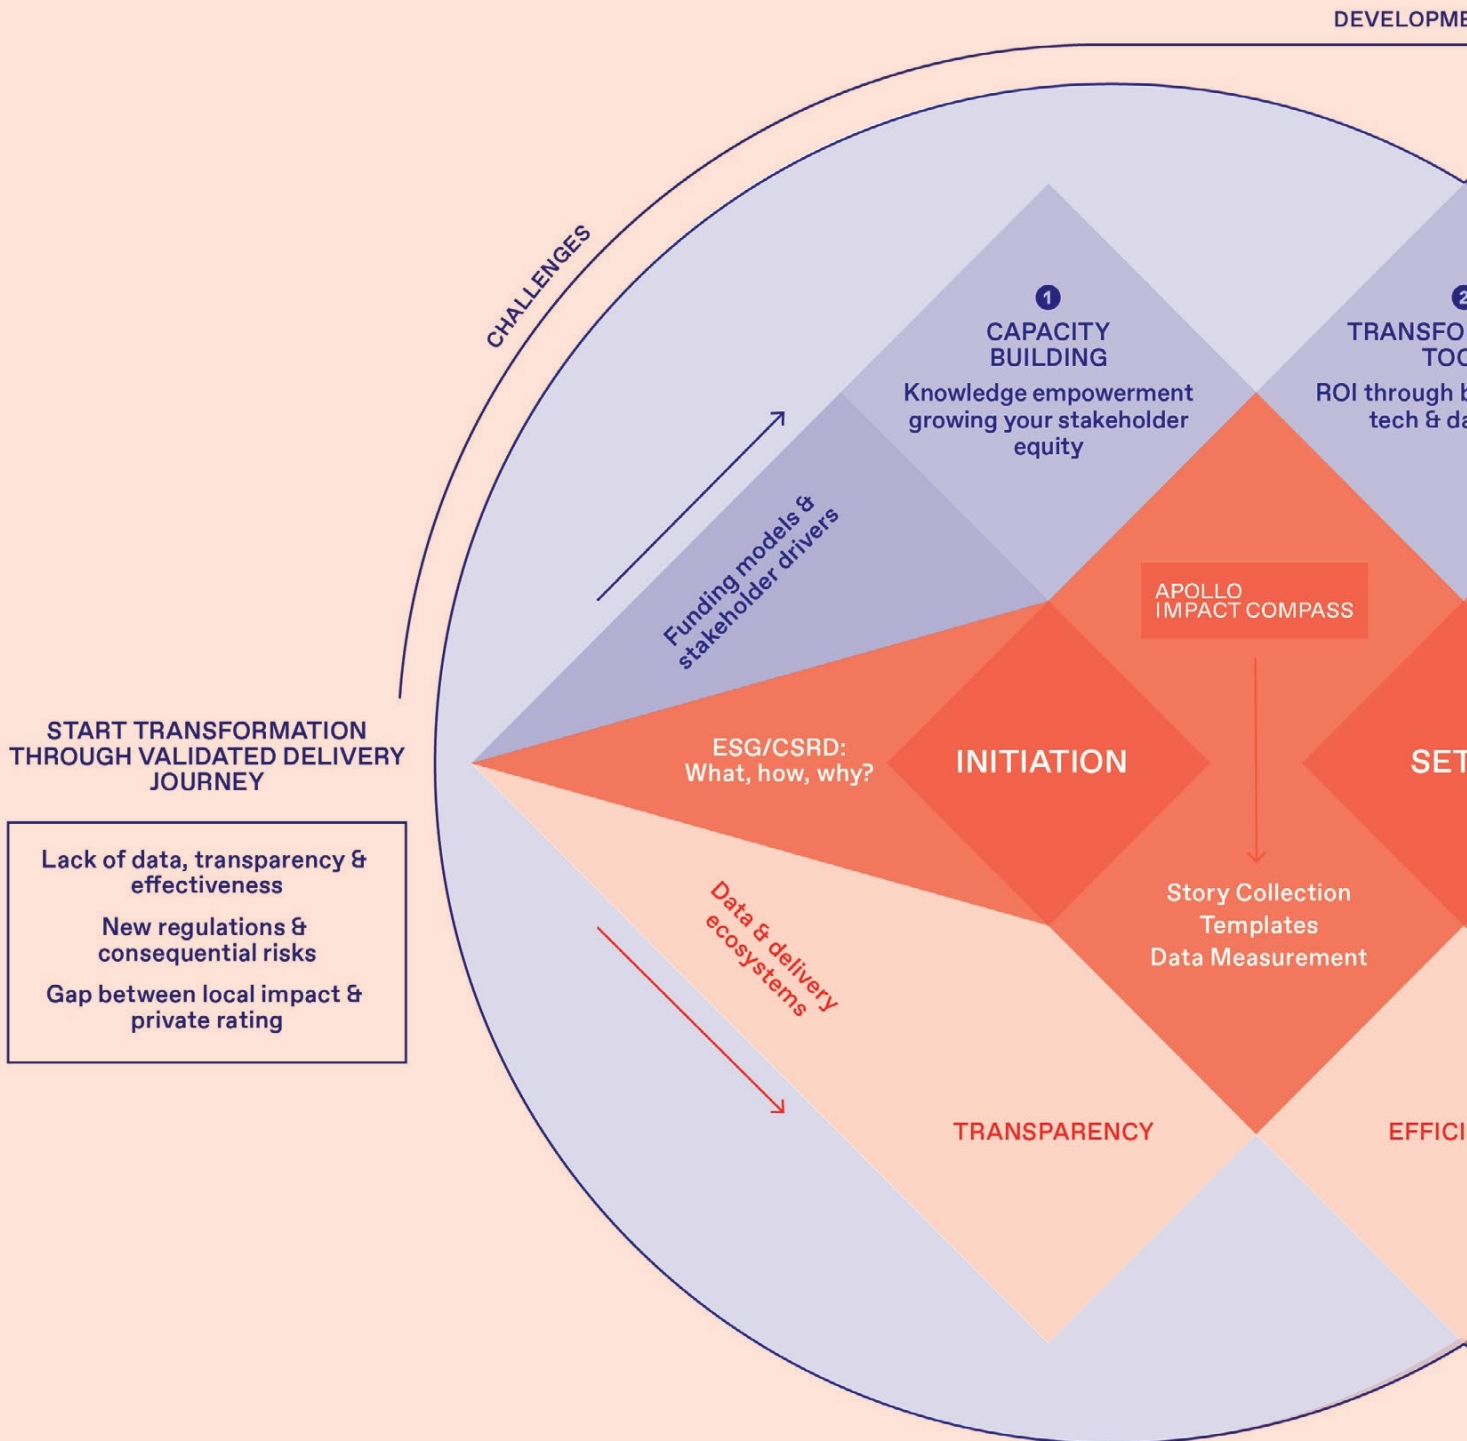 DEVELOPME
CHALLENGES
1
CAPACITY
BUILDING
Knowledge empowerment
growing your stakeholder
equity
2
TRANSFO
TOO
ROI through b
tech & da
Funding models &
stakeholder drivers
APOLLO
IMPACT COMPASS
START TRANSFORMATION
THROUGH VALIDATED DELIVERY
JOURNEY
ESG/CSRD:
What, how, why?
INITIATION
SET
Lack of data, transparency &
effectiveness
New regulations &
consequential risks
Gap between local impact &
private rating
Data & delivery
ecosystems
Story Collection
Templates
Data Measurement
TRANSPARENCY
EFFICI